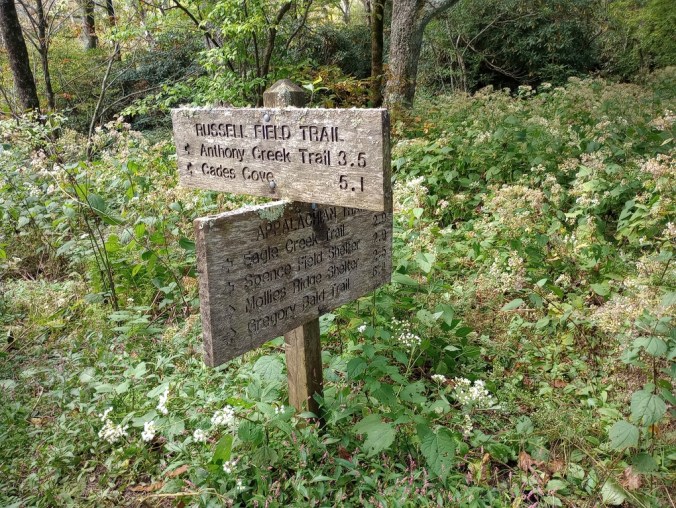 RUSSELL FIELD TRAIL
Anthony Creek Trail 3.5
Cades Cove 5.1
APPALACHIAN
Eagle Creek Trail
Spence Field Shelter
Mollies Ridge Shelter
Gregory Bald Trail